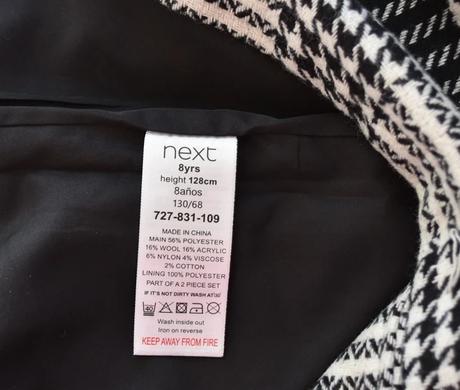 next
8yrs
height 128cm
8años
130/68
727-831-109
MADE IN CHINA
MAIN 56% POLYESTER
16% WOOL 16% ACRYLIC
6% NYLON 4% VISCOSE
2% COTTON
LINING 100% POLYESTER
PART OF A 2 PIECE SET
IF IT'S NOT DIRTY WASH AT
40
Wash inside out
Iron on reverse
KEEP AWAY FROM FIRE